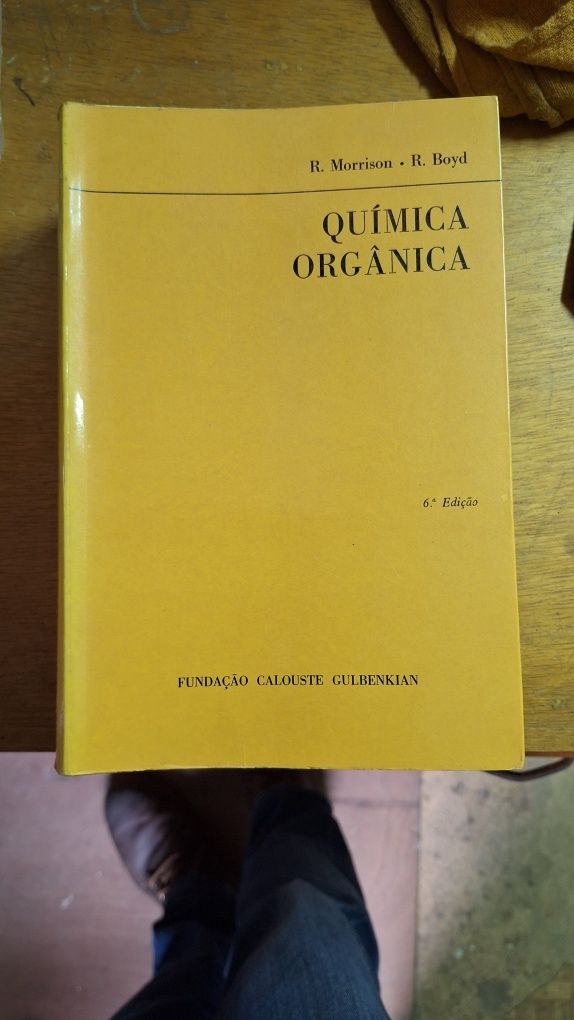 R. Morrison • R. Boyd
QUÍMICA
ORGÂNICA
6.ª Edição
FUNDAÇÃO CALOUSTE GULBENKIAN